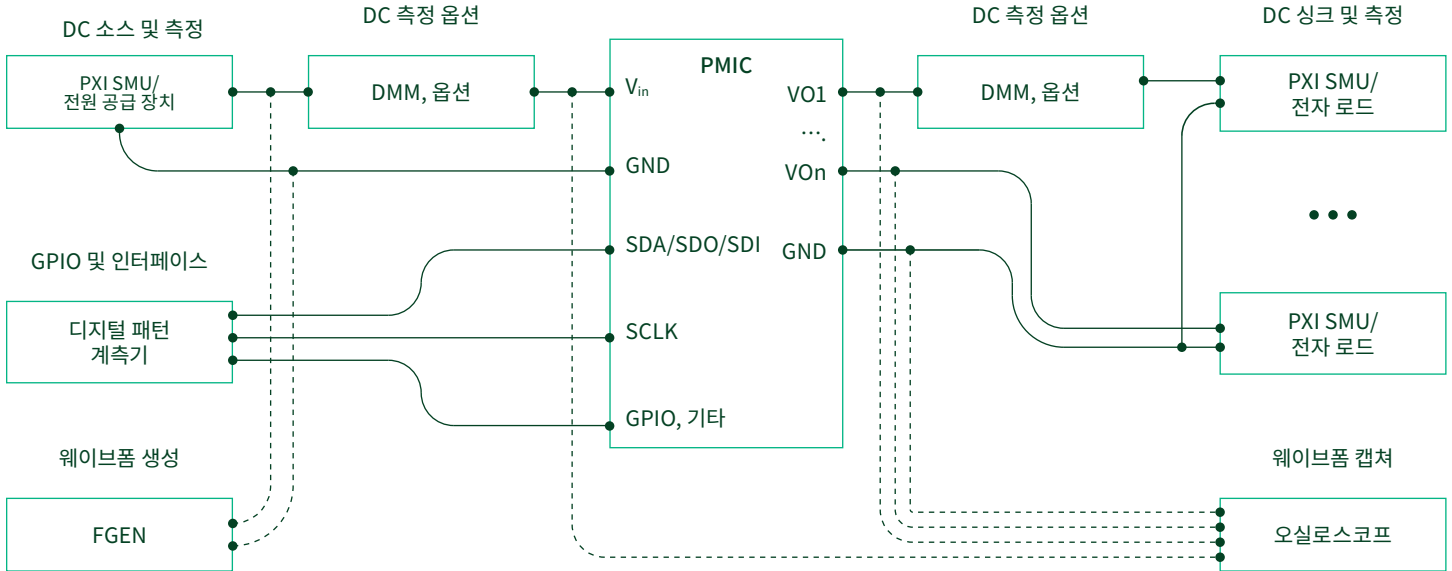 DC 소스 및 측정
PXI SMU/
전원 공급 장치
DC 측정 옵션
DMM, 옵션
PMIC
Vin
GND
SDA/SDO/SDI
SCLK
GPIO, 기타
VO1
….
VOn
GND
DC 측정 옵션
DMM, 옵션
DC 싱크 및 측정
PXI SMU/
전자 로드
PXI SMU/
전자 로드
GPIO 및 인터페이스
디지털 패턴
계측기
웨이브폼 생성
FGEN
웨이브폼 캡쳐
오실로스코프